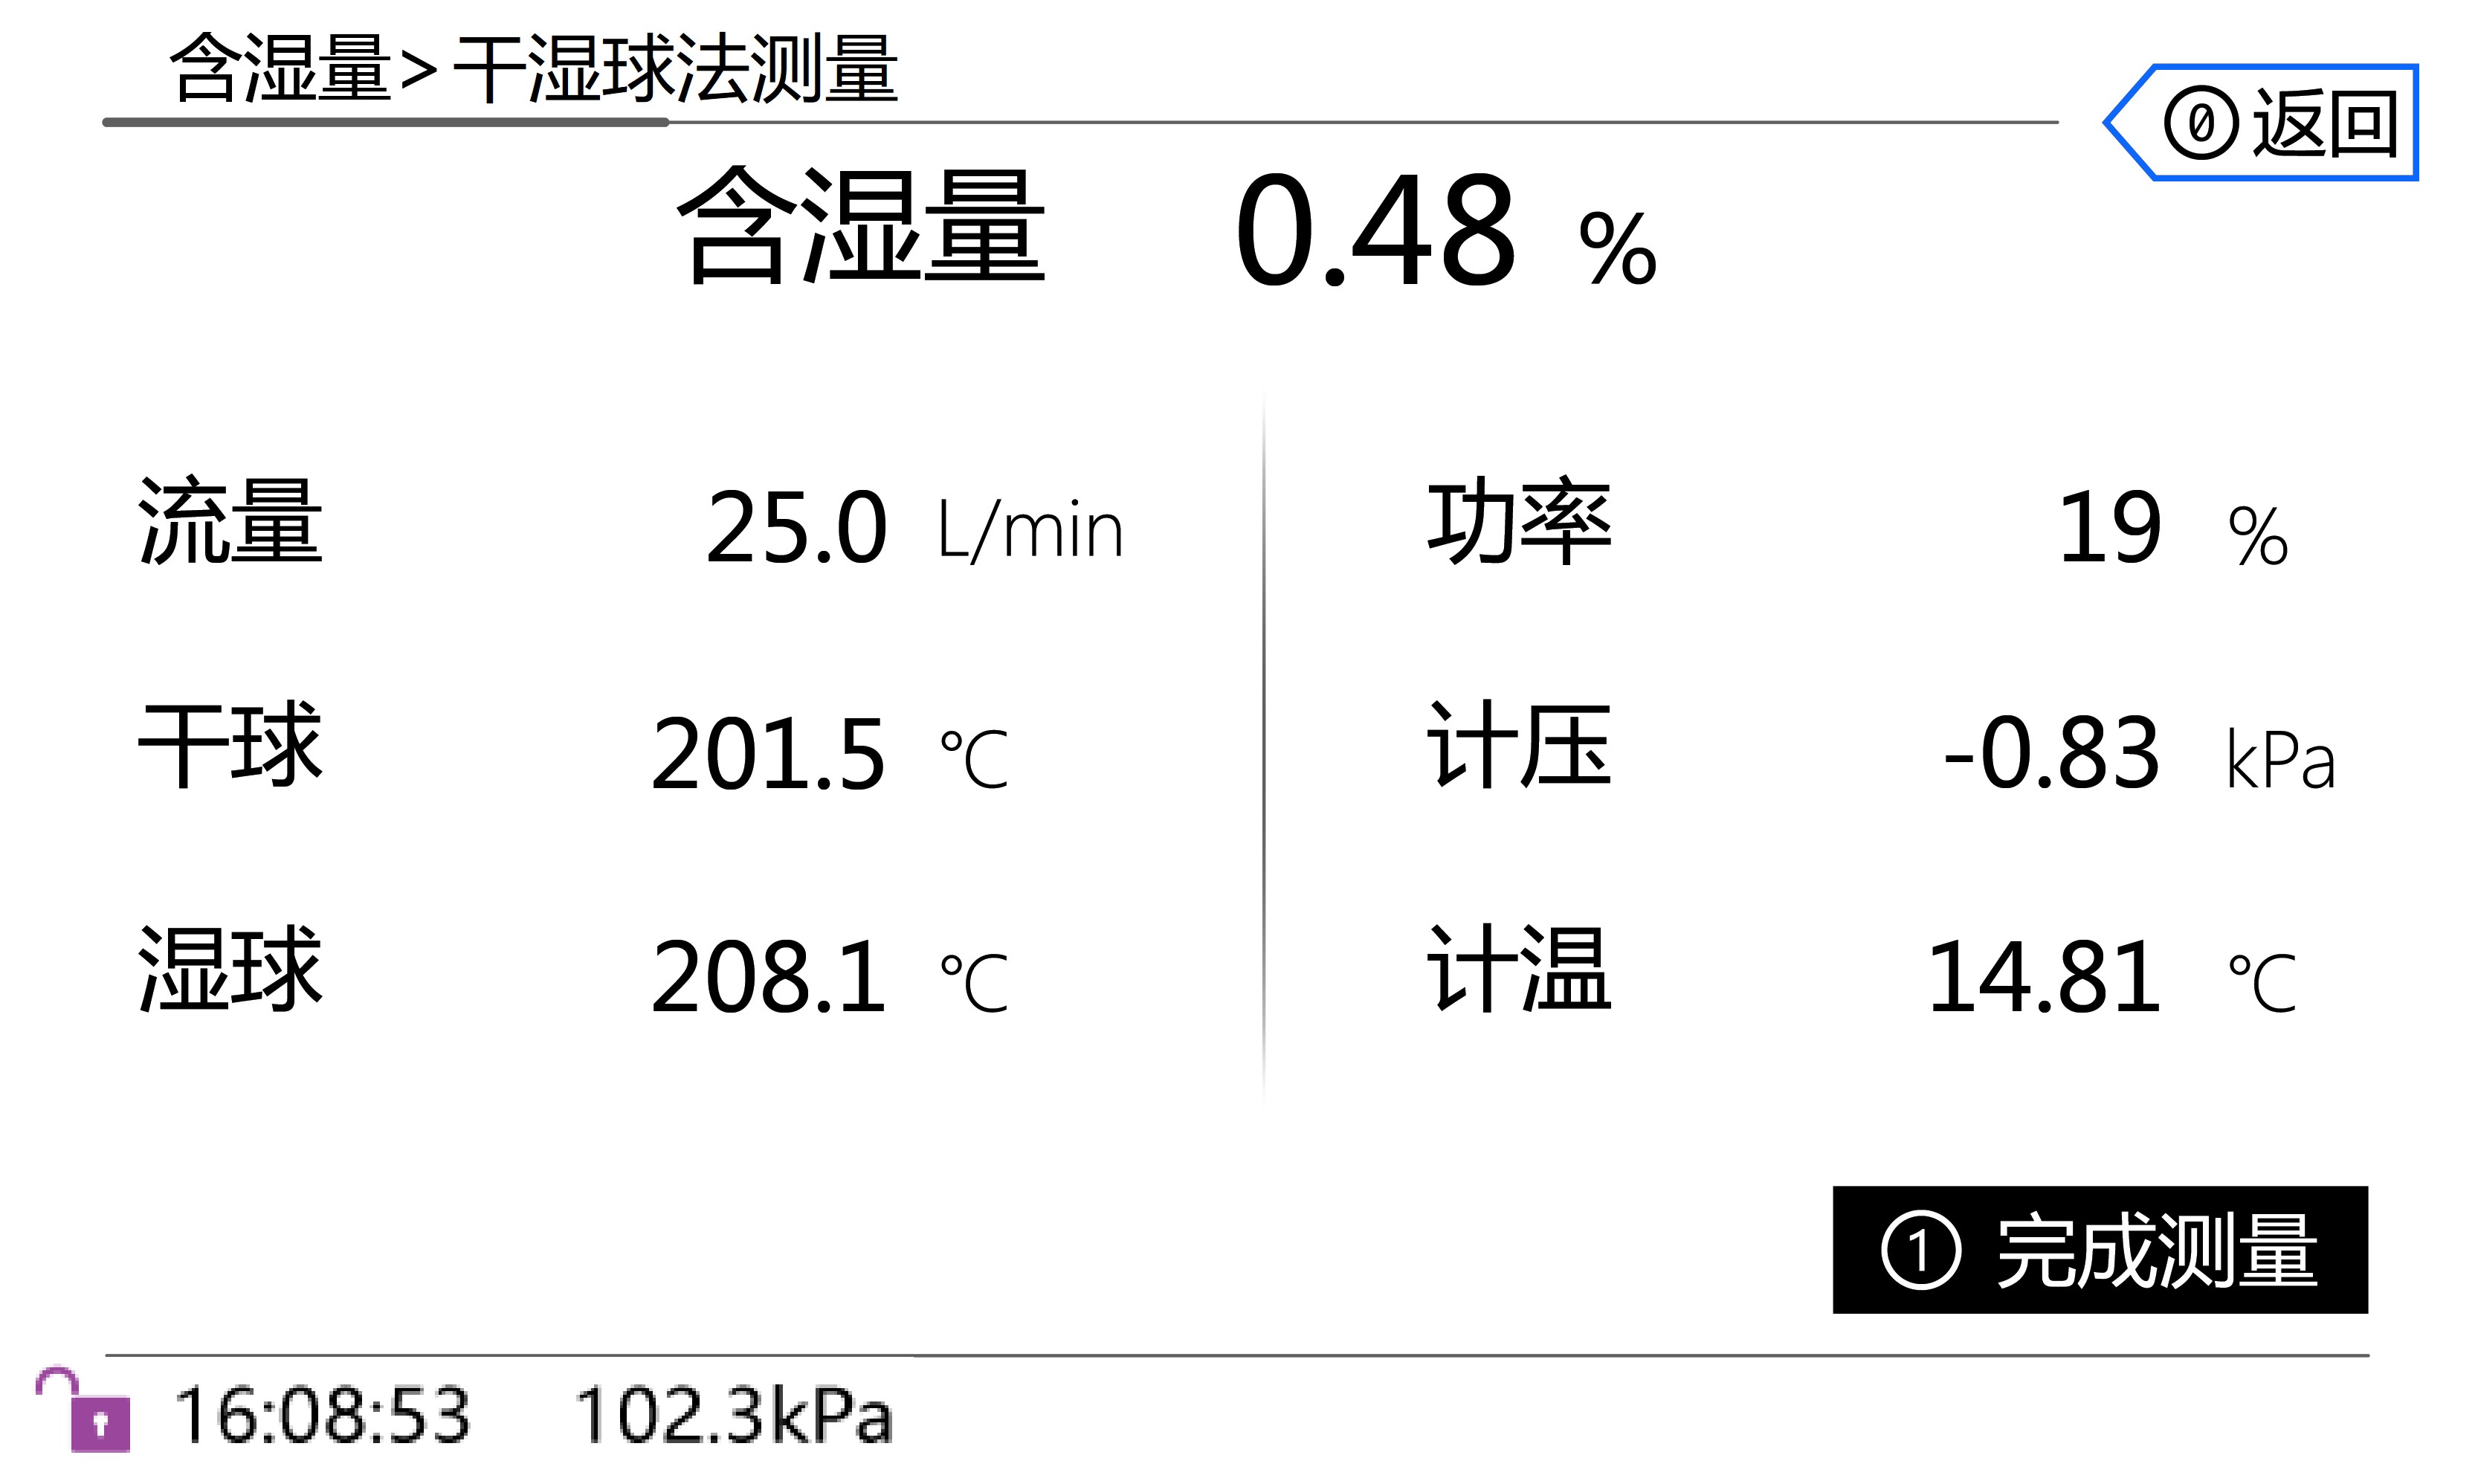 含湿量>干湿球法测量
0 返回
含湿量 0.48 %
流量 25.0 L/min
功率 19 %
干球 201.5 ℃
计压 -0.83 kPa
湿球 208.1 ℃
计温 14.81 ℃
1 完成测量
16:08:53 102.3kPa